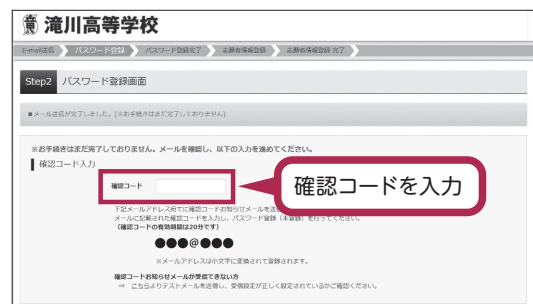 滝川高等学校
E-mail送信 パスワード登録 パスワード登録完了 志願者情報登録 志願者情報登録 完了
Step2 パスワード登録画面
■メール送信が完了しました。(※お手続きはまだ完了しておりません)
※お手続きはまだ完了しておりません。メールを確認し、以下の入力を進めてください。
確認コード入力
確認コード
確認コードを入力
下記メールアドレス宛てに確認コードお知らせメールを送
メールに記載された確認コードを入力し、パスワード登録(本登録)を行ってください。
(確認コードの有効期間は20分です)
●●●@●●●
※メールアドレスは小文字に変換されて登録されます。
確認コードお知らせメールが受信できない方
⇒ こちらよりテストメールを送信し、受信設定が正しく設定されているかご確認ください。